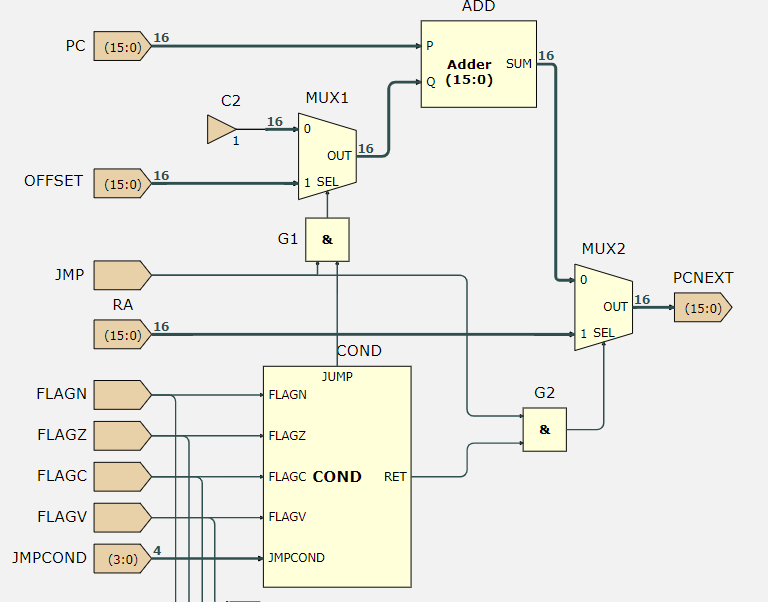 ADD
PC (15:0) 16
P
Adder
(15:0)
SUM 16
Q
C2
1
16
MUX1
0
OUT 16
1 SEL
OFFSET (15:0) 16
G1 &
JMP
MUX2
0
OUT 16
1 SEL
PCNEXT
(15:0)
RA
(15:0) 16
COND
JUMP
FLAGN FLAGN
FLAGZ FLAGZ
FLAGC FLAGC COND RET
FLAGV FLAGV
JMPCOND (3:0) 4 JMPCOND
G2
&